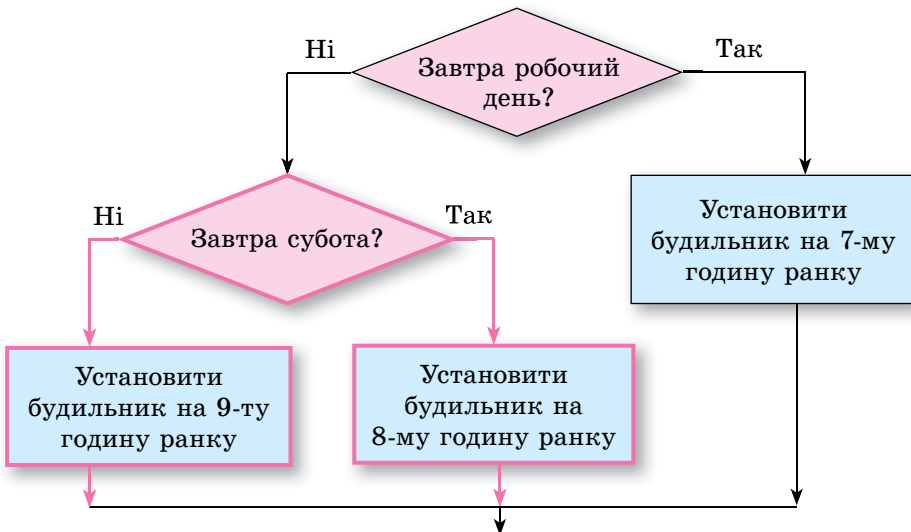 Ні
Так
Завтра робочий
день?
Ні
Так
Завтра субота?
Установити
будильник на 7-му
годину ранку
Установити
будильник на 9-ту
годину ранку
Установити
будильник на
8-му годину ранку